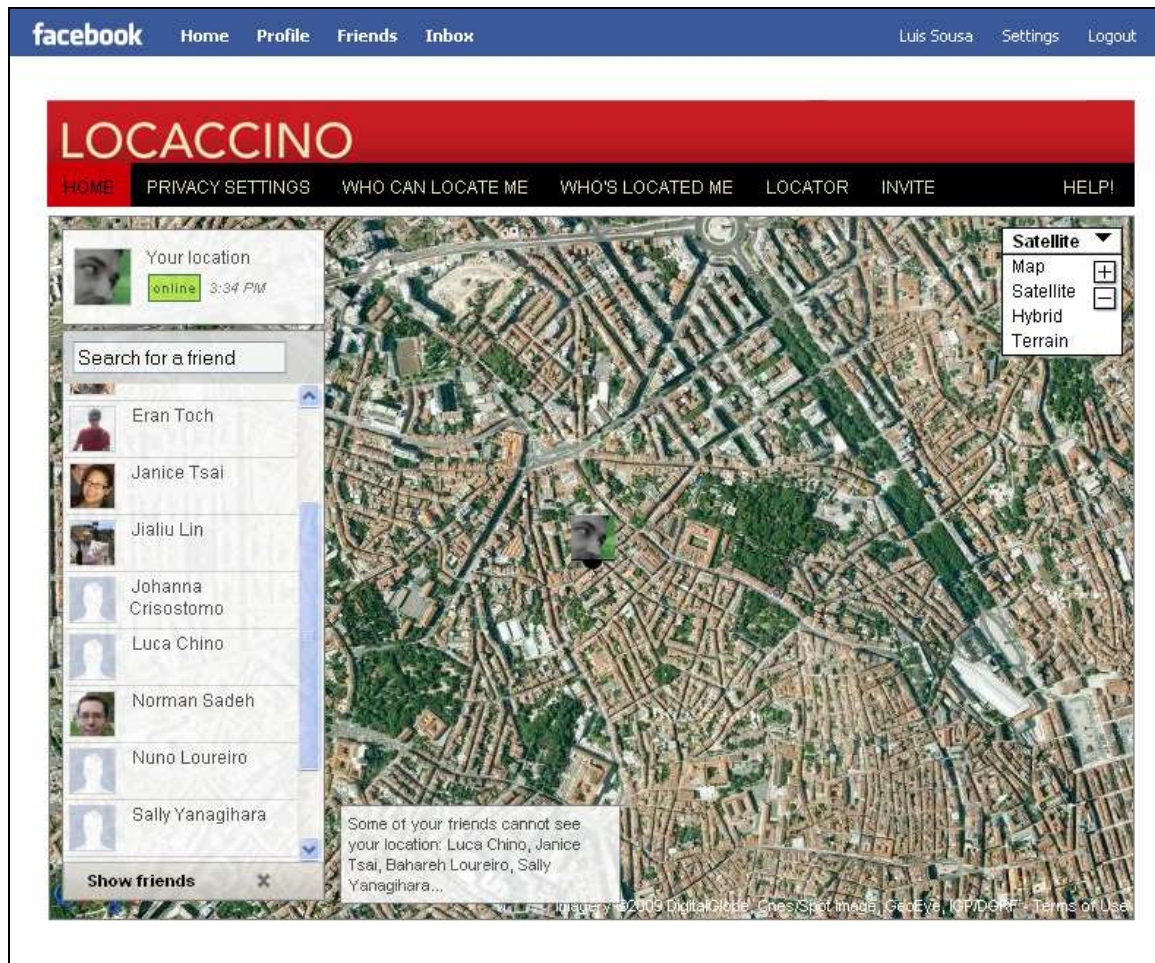 facebook Home Profile Friends Inbox Luis Sousa Settings Logout
LOCACCINO
HOME PRIVACY SETTINGS WHO CAN LOCATE ME WHO'S LOCATED ME LOCATOR INVITE HELP!
Your location
online 3:34 PM
Search for a friend
Eran Toch
Janice Tsai
Jialiu Lin
Johanna
Crisostomo
Luca Chino
Norman Sadeh
Nuno Loureiro
Sally Yanagihara
Show friends
Satellite
Map
Satellite
Hybrid
Terrain
Some of your friends cannot see
your location: Luca Chino, Janice
Tsai, Bahareh Loureiro, Sally
Yanagihara...
Imagery ©2009 DigitalGlobe, Cnes/Spot Image, GeoEye, IGP/DGRF - Terms of Use